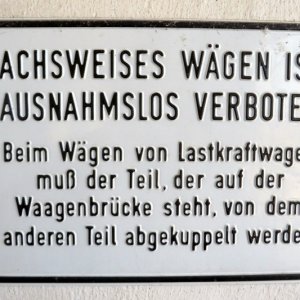 ACHSWEISES WÄGEN IS
AUSNAHMSLOS VERBOTE
Beim Wägen von Lastkraftwage
muß der Teil, der auf der
Waagenbrücke steht, von dem
anderen Teil abgekuppelt werde